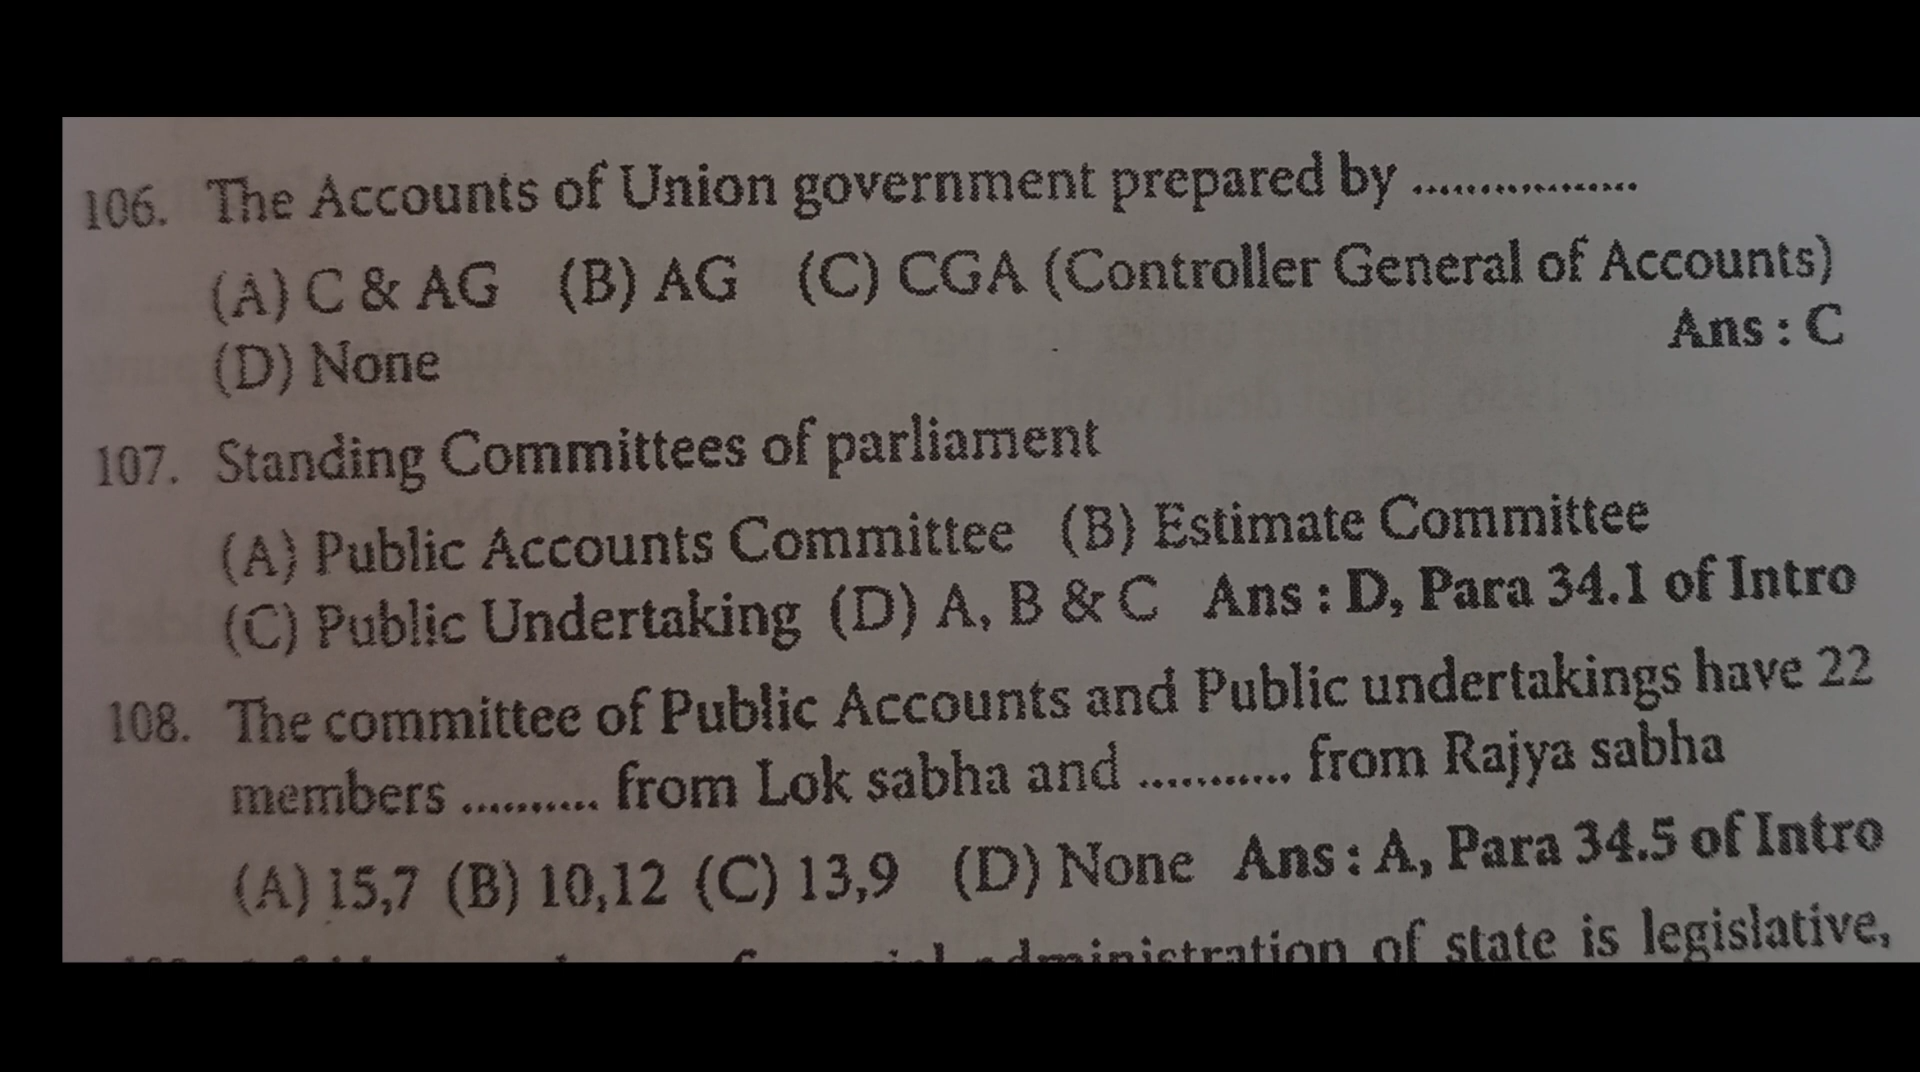 106. The Accounts of Union government prepared by .................
(A) C & AG (B) AG (C) CGA (Controller General of Accounts)
(D) None Ans : C
107. Standing Committees of parliament
(A) Public Accounts Committee (B) Estimate Committee
(C) Public Undertaking (D) A, B & C Ans : D, Para 34.1 of Intro
108. The committee of Public Accounts and Public undertakings have 22
members .......... from Lok sabha and ........... from Rajya sabha
(A) 15,7 (B) 10,12 (C) 13,9 (D) None Ans : A, Para 34.5 of Intro
administration of state is legislative,